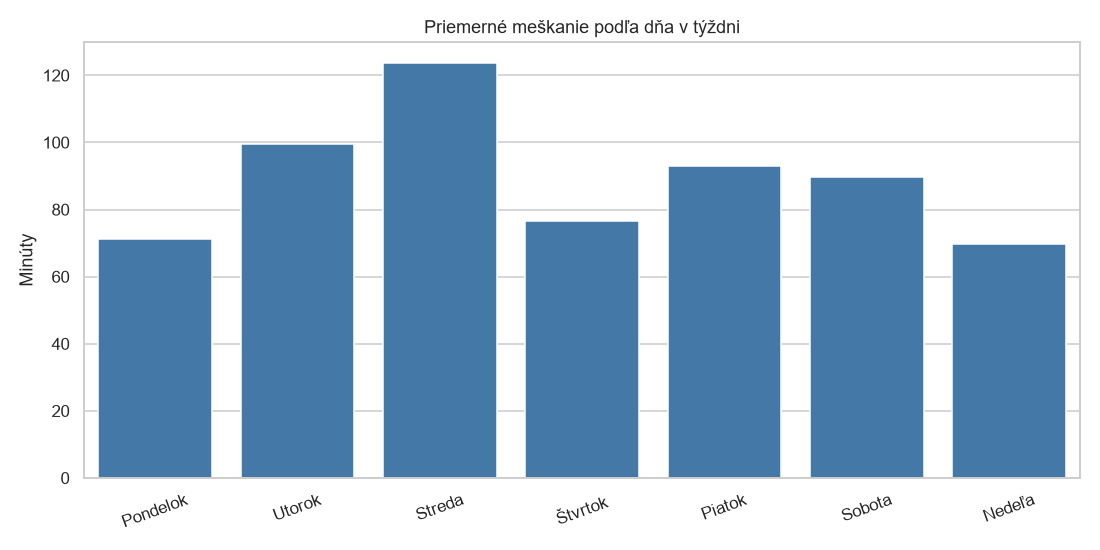 Priemerné meškanie podľa dňa v týždni
Minúty
120
100
80
60
40
20
0
Pondelok
Utorok
Streda
Štvrtok
Piatok
Sobota
Nedeľa